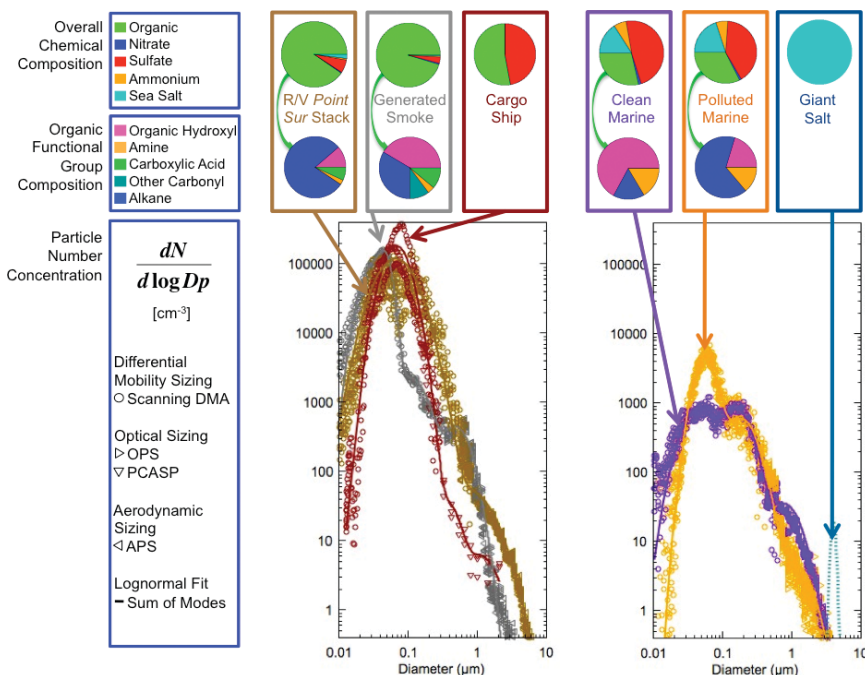 Overall
Chemical
Composition
Organic
Nitrate
Sulfate
Ammonium
Sea Salt
Organic
Functional
Group
Composition
Organic Hydroxyl
Amine
Carboxylic Acid
Other Carbonyl
Alkane
R/V Point
Sur Stack
Generated
Smoke
Cargo
Ship
Clean
Marine
Polluted
Marine
Giant
Salt
Particle
Number
Concentration
dN
d log Dp
[cm-3]
Differential
Mobility Sizing
Scanning DMA
Optical Sizing
OPS
PCASP
Aerodynamic
Sizing
APS
Lognormal Fit
Sum of Modes
100000
10000
1000
100
10
1
0.01 0.1 1 10
Diameter (µm)
100000
10000
1000
100
10
1
0.01 0.1 1 10
Diameter (µm)